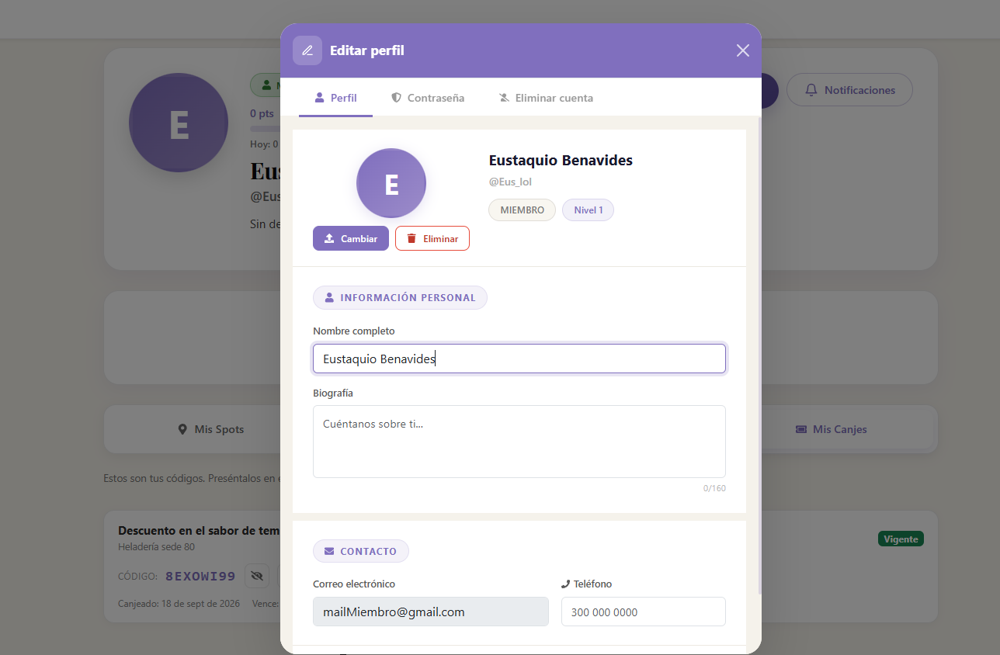 Editar perfil
Perfil
Contraseña
Eliminar cuenta
E
Cambiar
Eliminar
Eustaquio Benavides
@Eus_lol
MIEMBRO
Nivel 1
INFORMACIÓN PERSONAL
Nombre completo
Eustaquio Benavides
Biografía
Cuéntanos sobre ti...
0/160
CONTACTO
Correo electrónico
mailMiembro@gmail.com
Teléfono
300 000 0000
E
0 pts
Hoy: 0
Eus
@Eus
Sin de
Notificaciones
Mis Spots
Mis Canjes
Estos son tus códigos. Preséntalos en
Descuento en el sabor de tem
Heladería sede 80
CÓDIGO: 8EXOWI99
Canjeado: 18 de sept de 2026 Vence:
Vigente